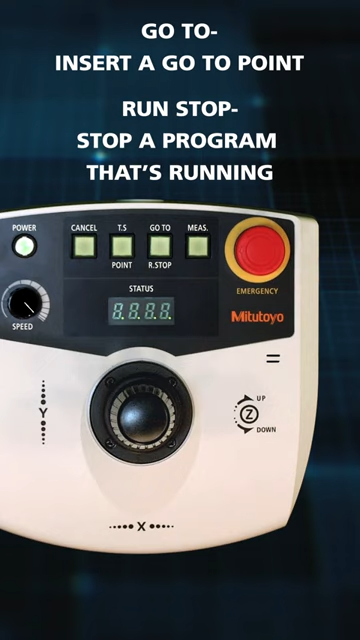 GO TO-
INSERT A GO TO POINT
RUN STOP-
STOP A PROGRAM
THAT'S RUNNING
POWER
CANCEL
T.S
GO TO
MEAS.
POINT
R.STOP
STATUS
8.8.8.8.
EMERGENCY
SPEED
Mitutoyo
Y
UP
Z
DOWN
X